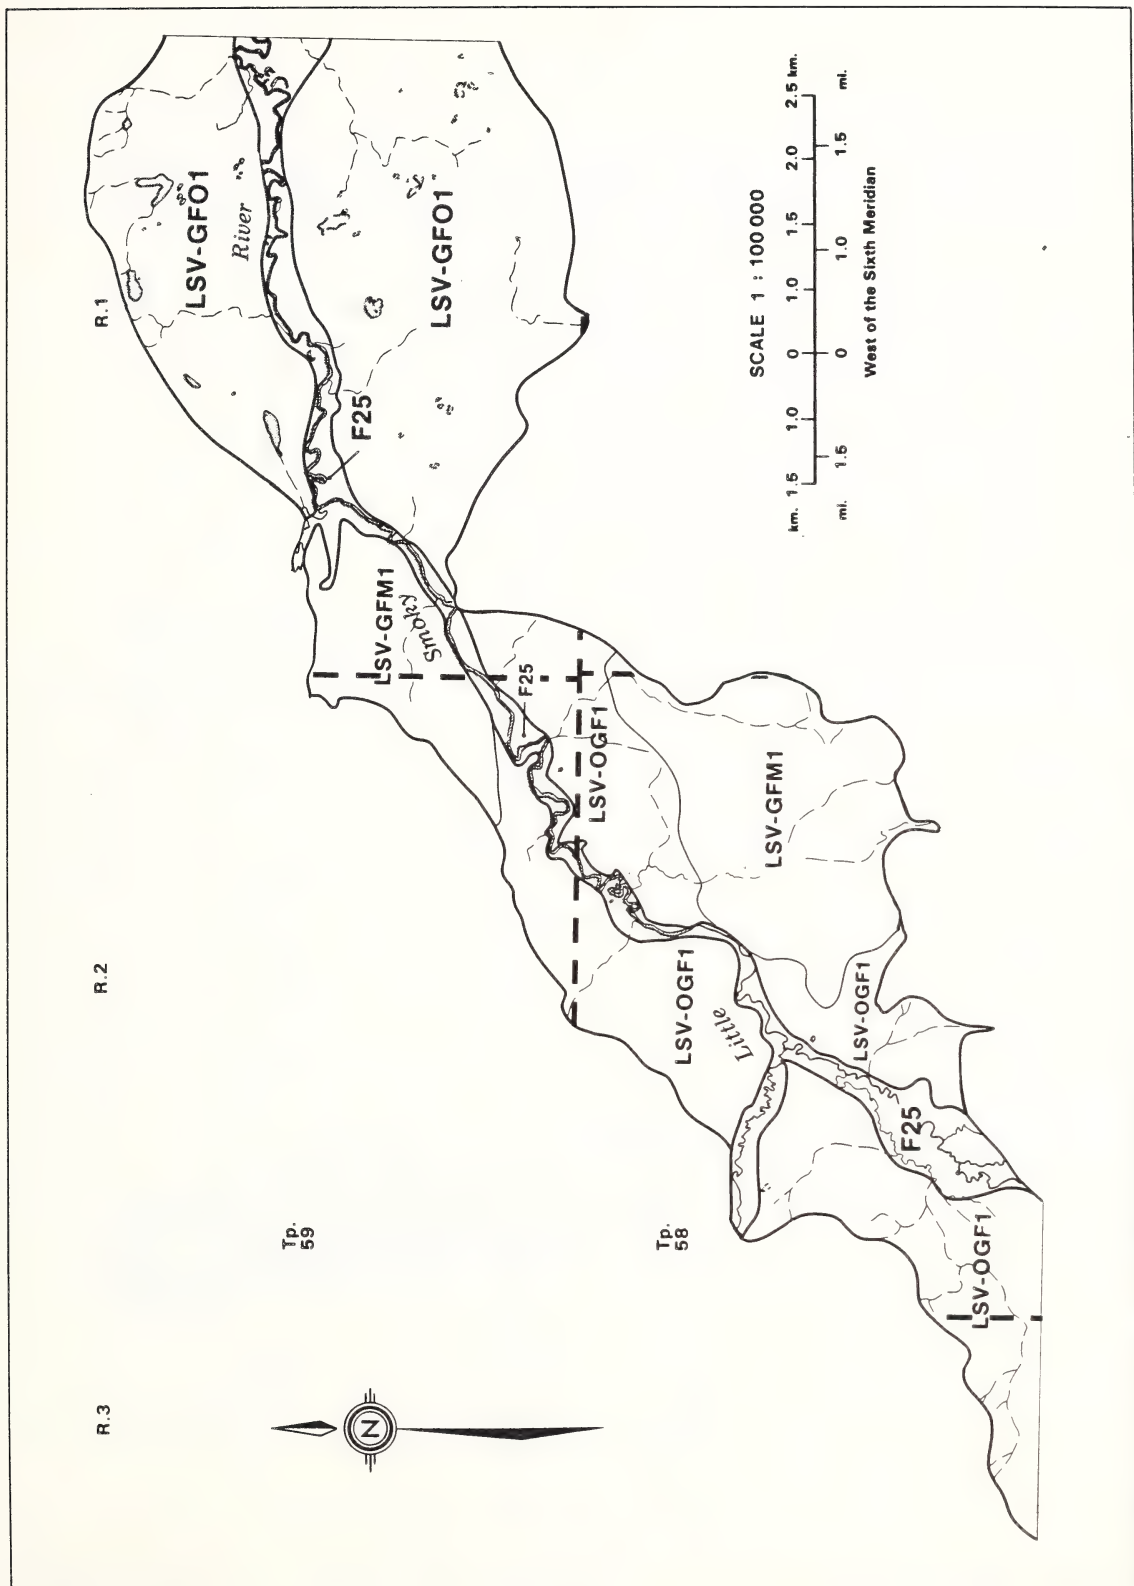 R.3
R.2
R.1
N
Tp.
59
Tp.
58
LSV-GFO1
River
LSV-GFO1
F25
LSV-GFM1
Smoky
F25
LSV-OGF1
LSV-GFM1
LSV-OGF1
Little
LSV-OGF1
F25
LSV-OGF1
SCALE 1 : 100 000
km. 1.5 1.0 0 1.0 1.5 2.0 2.5 km.
mi. 1.5 0 1.0 1.5 mi.
West of the Sixth Meridian